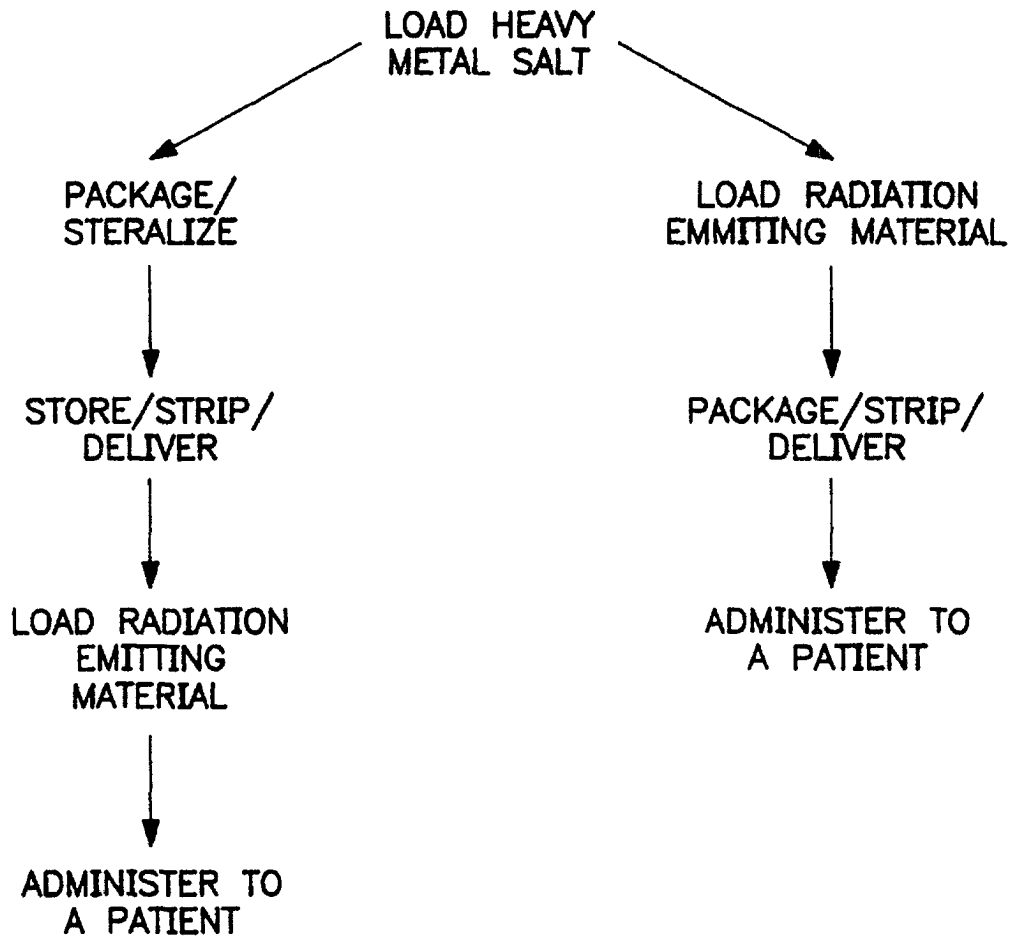 LOAD HEAVY
METAL SALT
PACKAGE/
STERALIZE
LOAD RADIATION
EMMITING MATERIAL
STORE/STRIP/
DELIVER
PACKAGE/STRIP/
DELIVER
LOAD RADIATION
EMITTING
MATERIAL
ADMINISTER TO
A PATIENT
ADMINISTER TO
A PATIENT